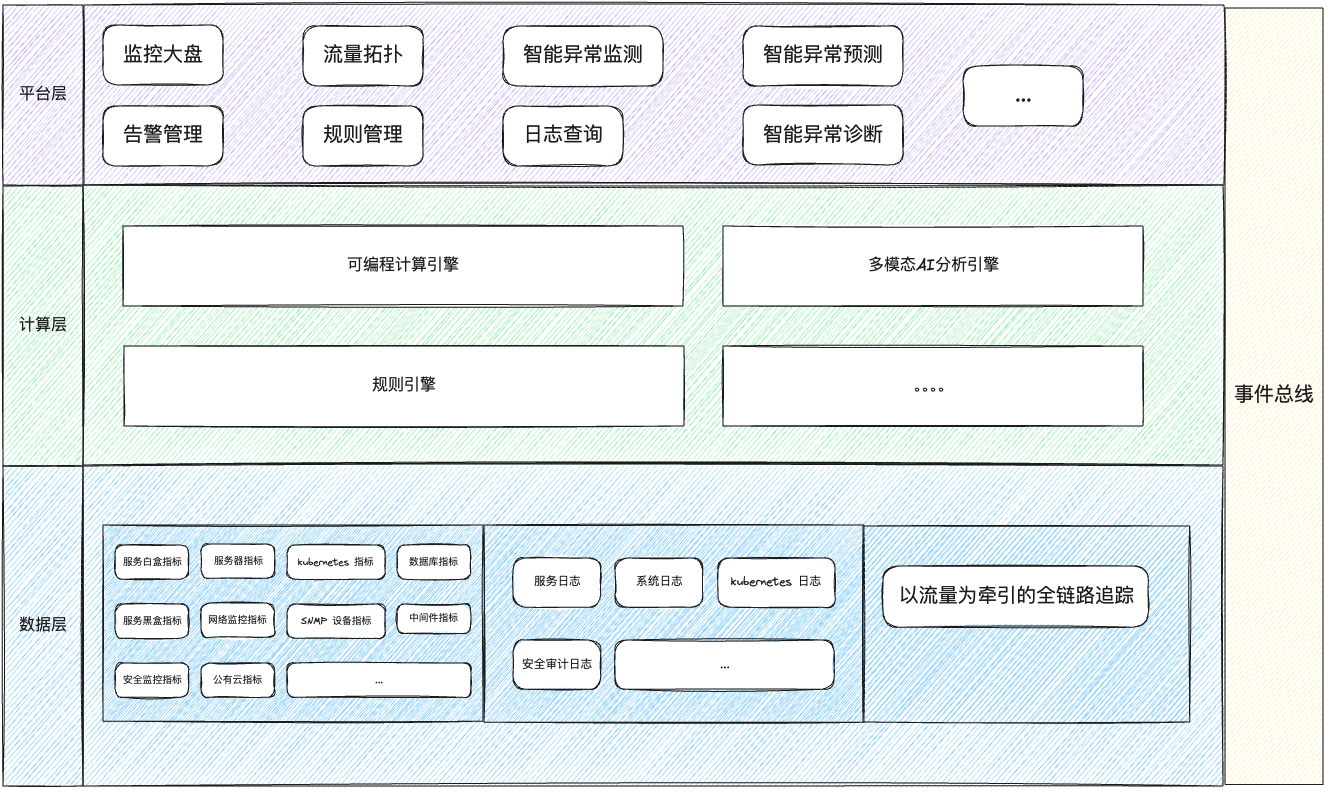 平台层
监控大盘
流量拓扑
智能异常监测
智能异常预测
...
告警管理
规则管理
日志查询
智能异常诊断
计算层
可编程计算引擎
多模态AI分析引擎
规则引擎
。。。。
数据层
服务白盒指标
服务器指标
kubernetes 指标
数据库指标
服务黑盒指标
网络监控指标
SNMP 设备指标
中间件指标
安全监控指标
公有云指标
...
服务日志
系统日志
kubernetes 日志
安全审计日志
...
以流量为牵引的全链路追踪
事件总线